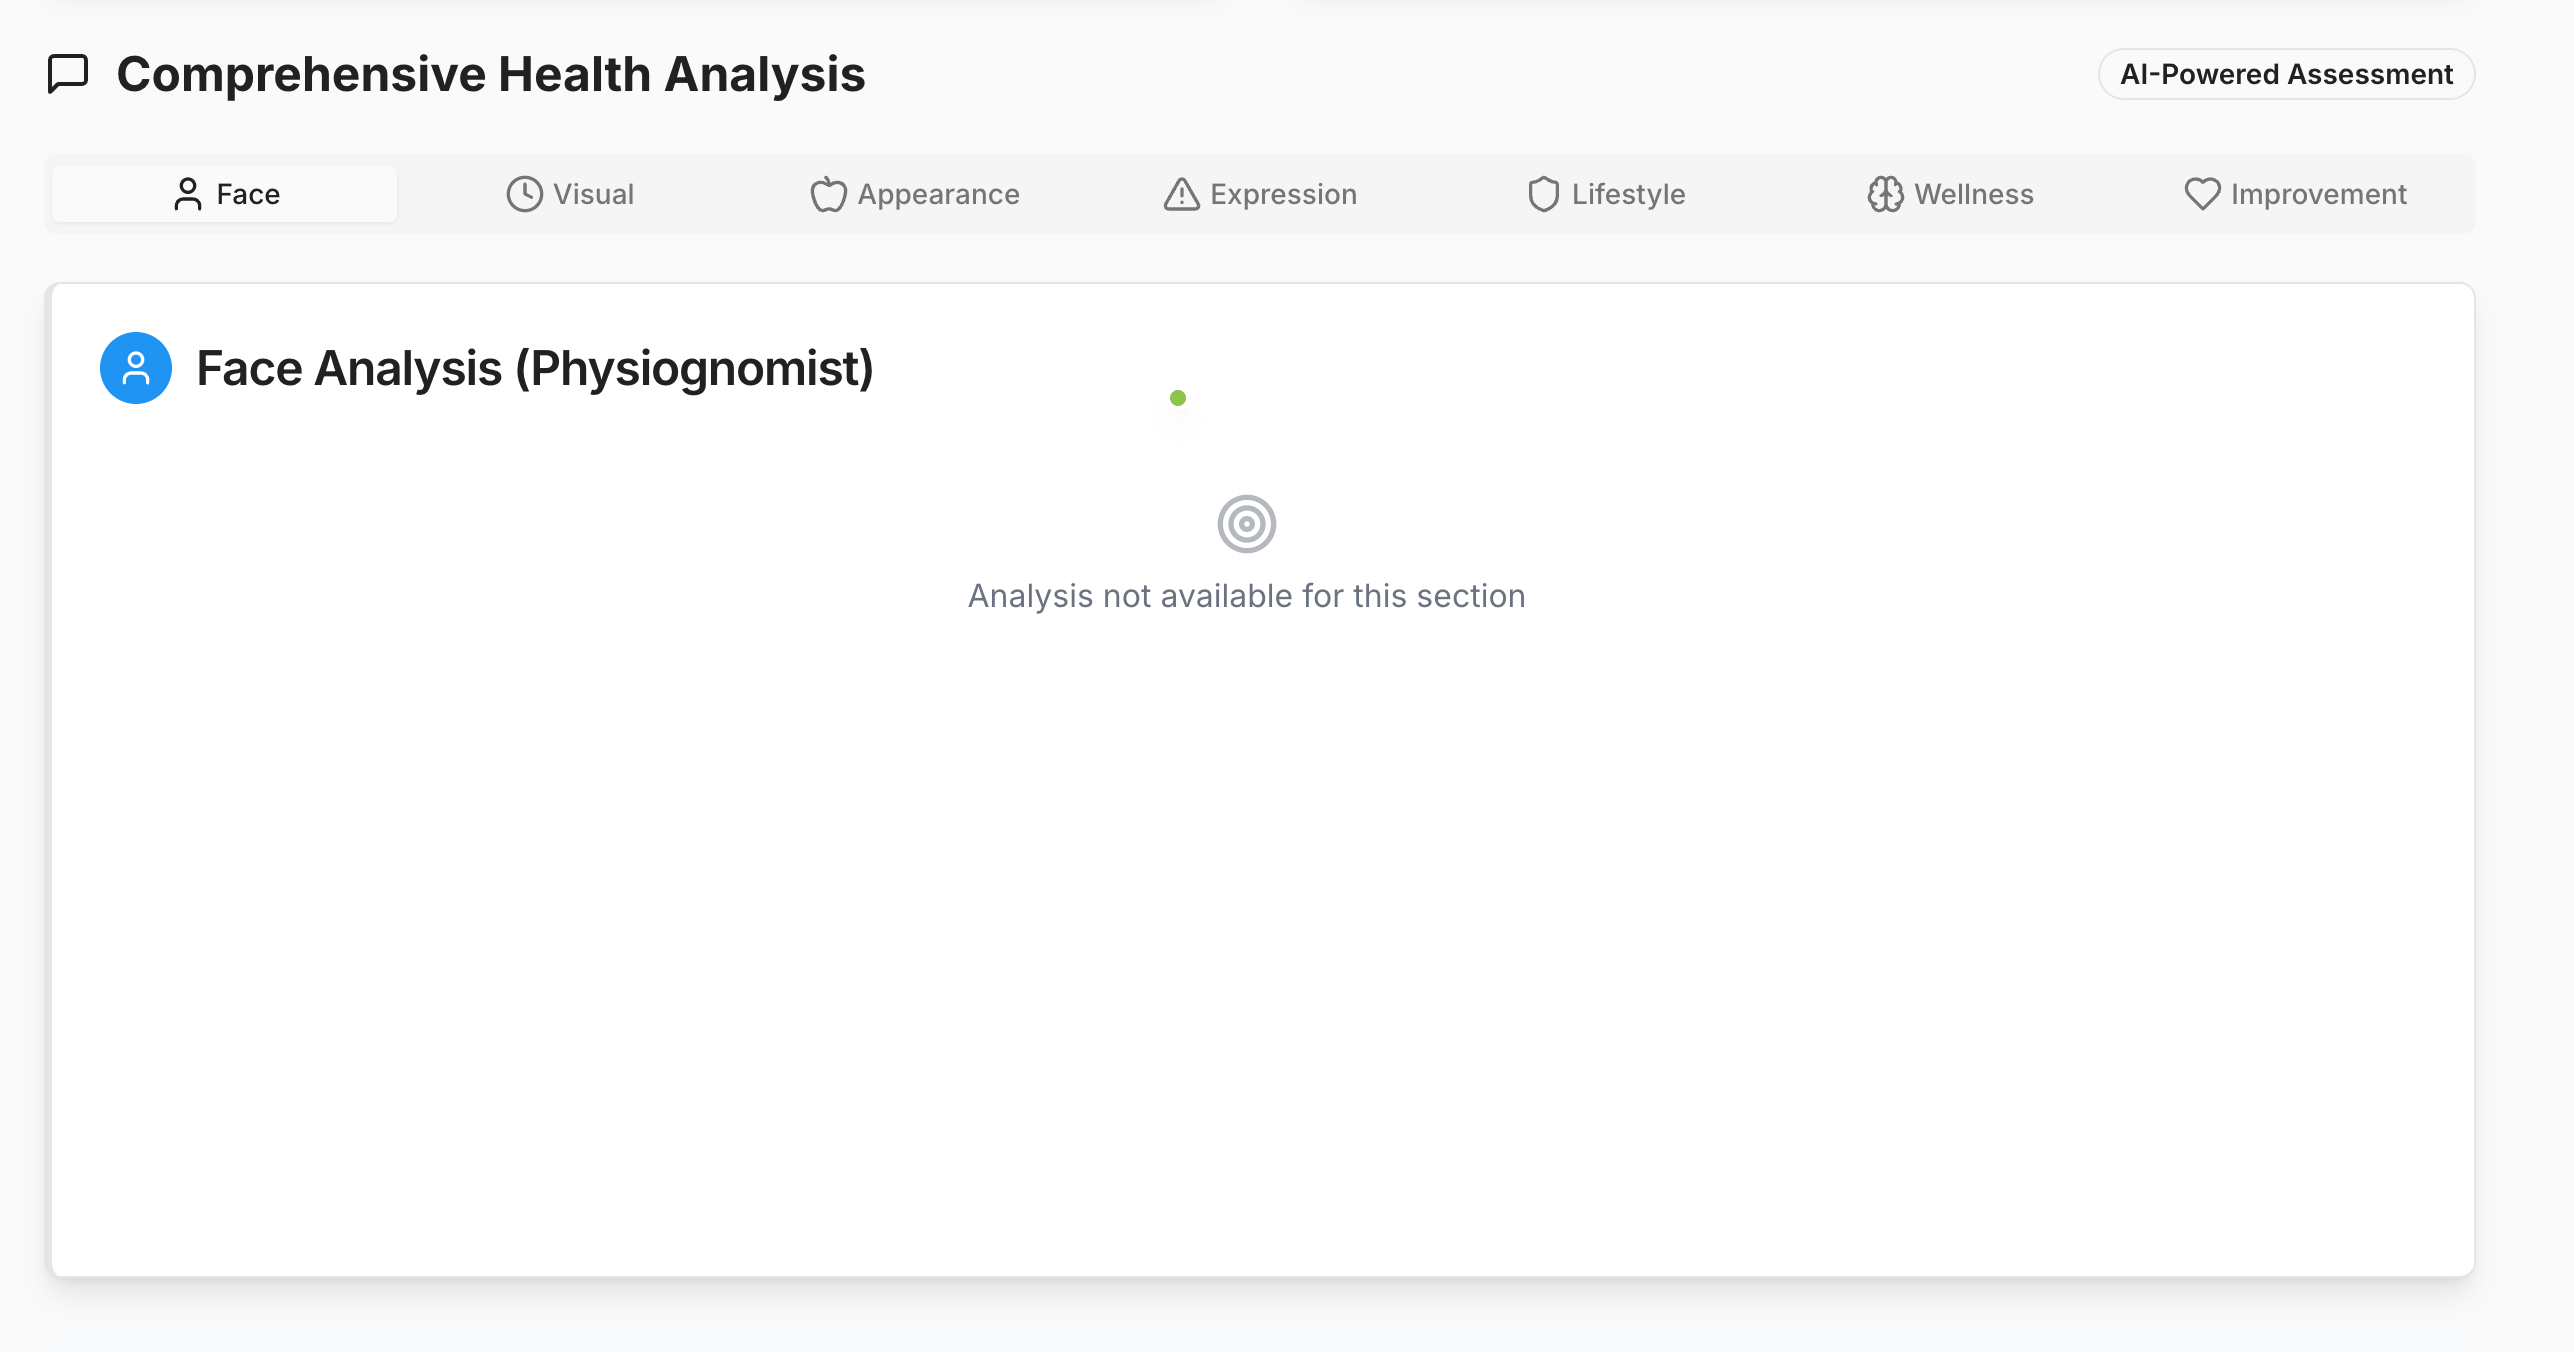 Comprehensive Health Analysis
AI-Powered Assessment
Face
Visual
Appearance
Expression
Lifestyle
Wellness
Improvement
Face Analysis (Physiognomist)
Analysis not available for this section